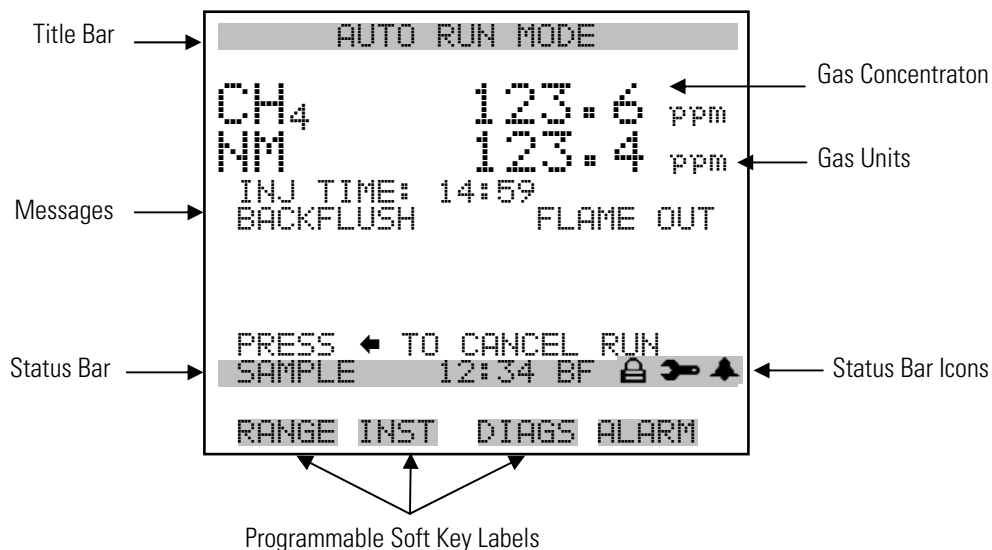 Title Bar
AUTO RUN MODE
CH₄ 123.6 ppm
Gas Concentraton
NM 123.4 ppm
Gas Units
INJ TIME: 14:59
Messages
BACKFLUSH FLAME OUT
PRESS ← TO CANCEL RUN
Status Bar
SAMPLE 12:34 BF
Status Bar Icons
RANGE INST DIAGS ALARM
Programmable Soft Key Labels